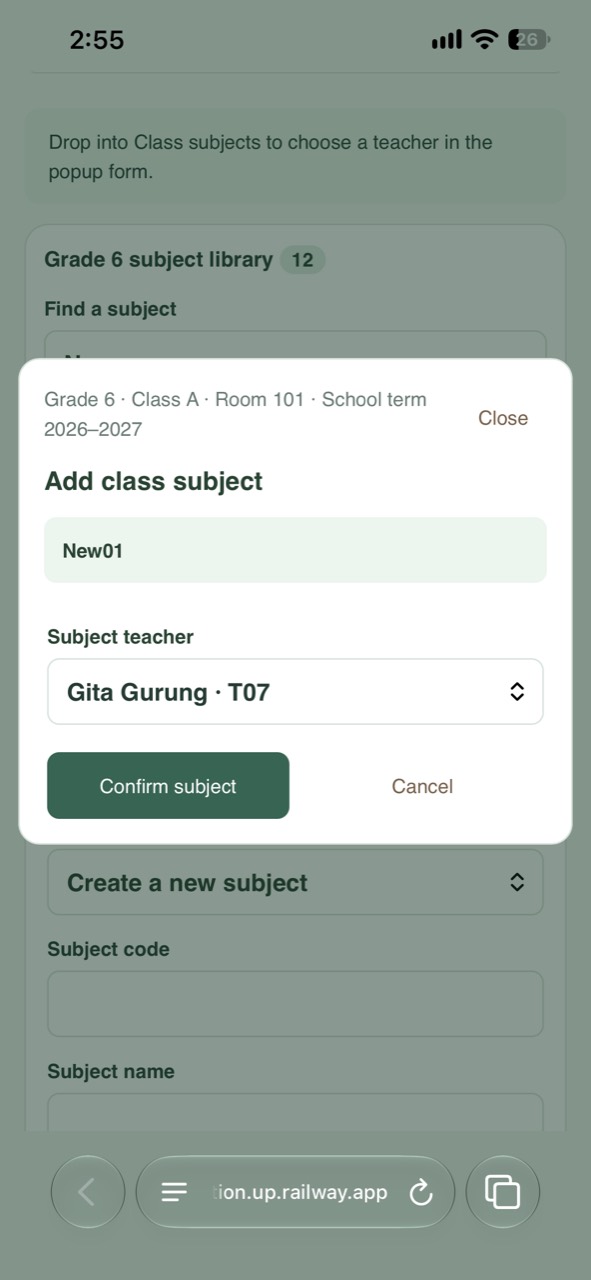 2:55
26
Drop into Class subjects to choose a teacher in the
popup form.
Grade 6 subject library 12
Find a subject
Grade 6 · Class A · Room 101 · School term
2026–2027
Close
Add class subject
New01
Subject teacher
Gita Gurung · T07
Confirm subject
Cancel
Create a new subject
Subject code
Subject name
ion.up.railway.app